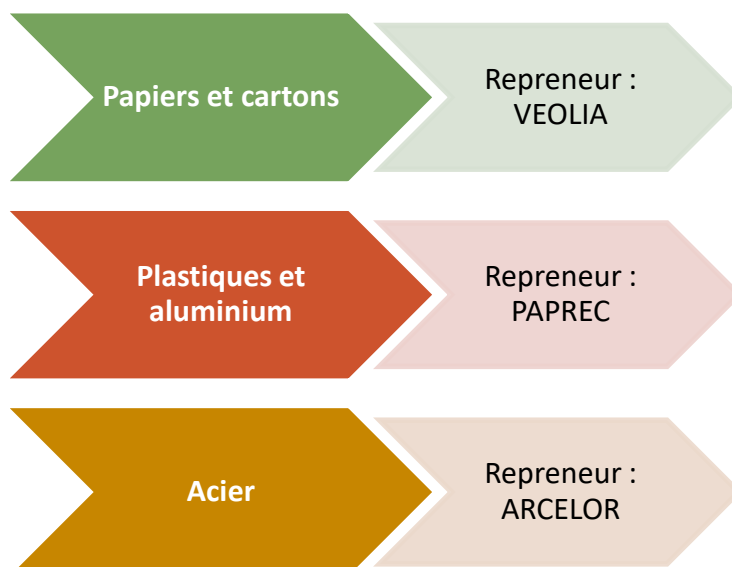 Papiers et cartons
Repreneur :
VEOLIA
Plastiques et
aluminium
Repreneur :
PAPREC
Acier
Repreneur :
ARCELOR